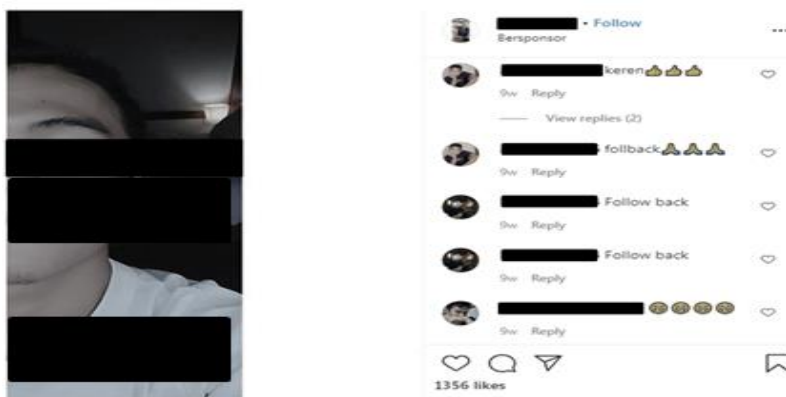 • Follow
Bersponsor
keren👍👍👍
9w Reply
View replies (2)
follback🙏🙏🙏
9w Reply
Follow back
9w Reply
Follow back
9w Reply
9w Reply
1356 likes